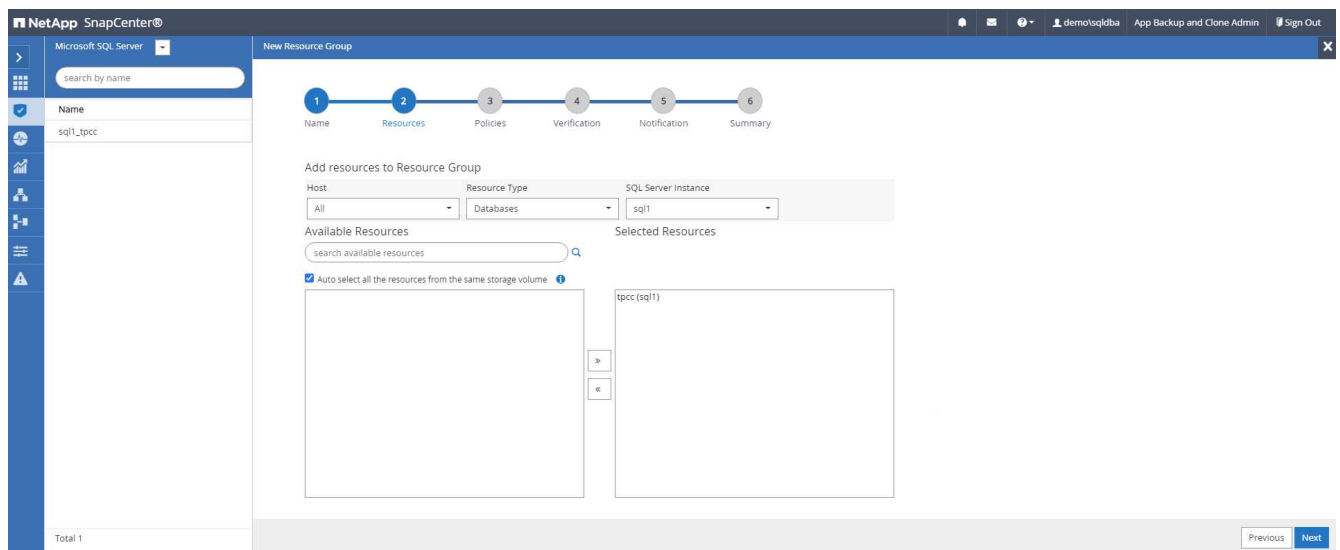 NetApp SnapCenter®
demo\sqldba App Backup and Clone Admin Sign Out
Microsoft SQL Server
New Resource Group
search by name
Name
sql1_tpcc
1 2 3 4 5 6
Name Resources Policies Verification Notification Summary
Add resources to Resource Group
Host Resource Type SQL Server Instance
All Databases sql1
Available Resources Selected Resources
search available resources
Auto select all the resources from the same storage volume
tpcc (sql1)
Total 1
Previous Next